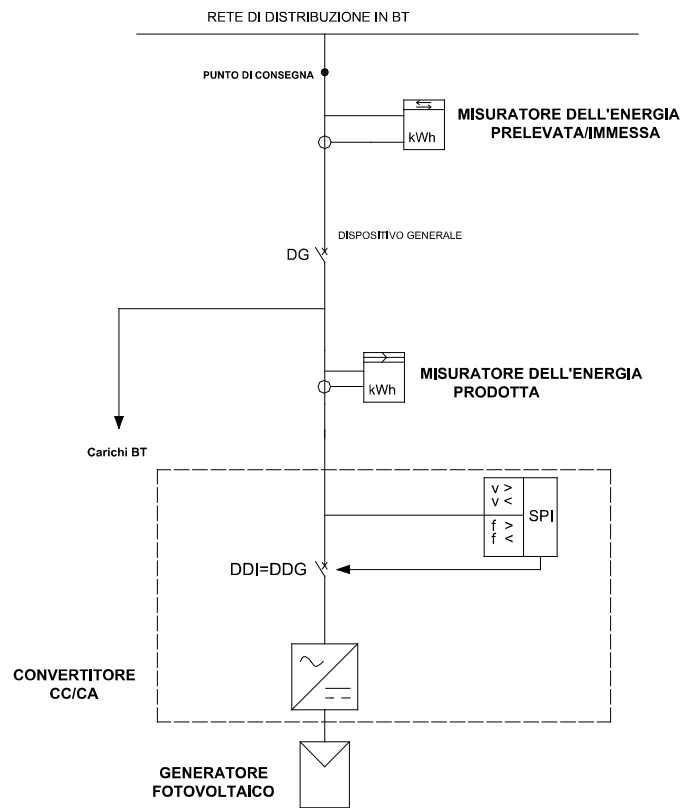 RETE DI DISTRIBUZIONE IN BT
PUNTO DI CONSEGNA
kWh
MISURATORE DELL'ENERGIA
PRELEVATA/IMMESSA
DISPOSITIVO GENERALE
DG
kWh
MISURATORE DELL'ENERGIA
PRODOTTA
Carichi BT
v >
v <
f >
f <
SPI
DDI=DDG
CONVERTITORE
CC/CA
GENERATORE
FOTOVOLTAICO